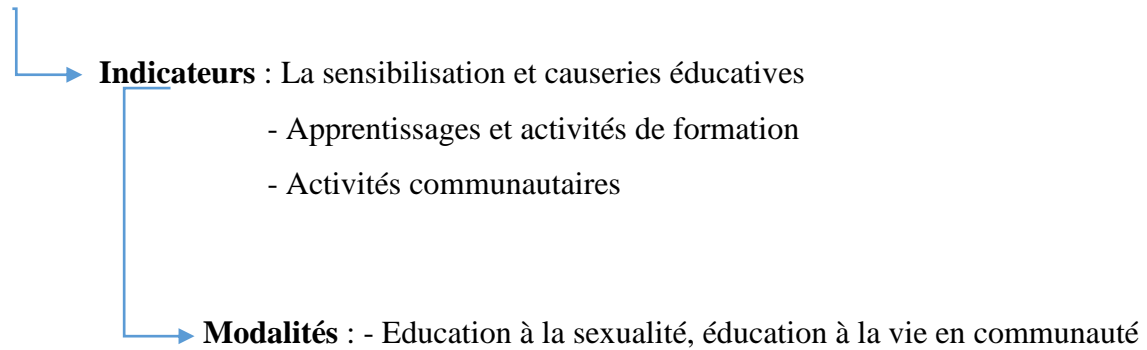 Indicateurs : La sensibilisation et causeries éducatives
- Apprentissages et activités de formation
- Activités communautaires
Modalités : - Education à la sexualité, éducation à la vie en communauté